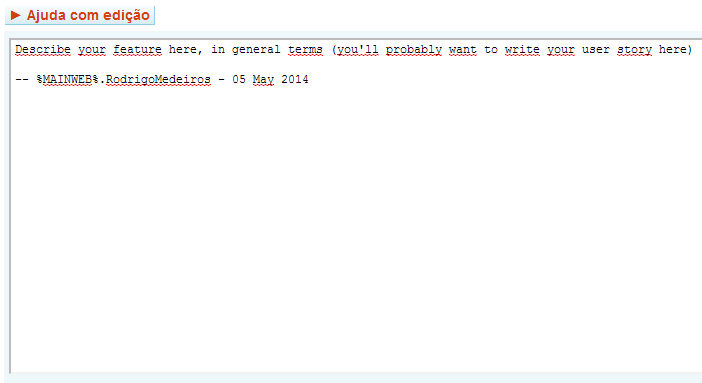 ► Ajuda com edição
Describe your feature here, in general terms (you'll probably want to write your user story here)
-- %MAINWEB%.RodrigoMedeiros - 05 May 2014